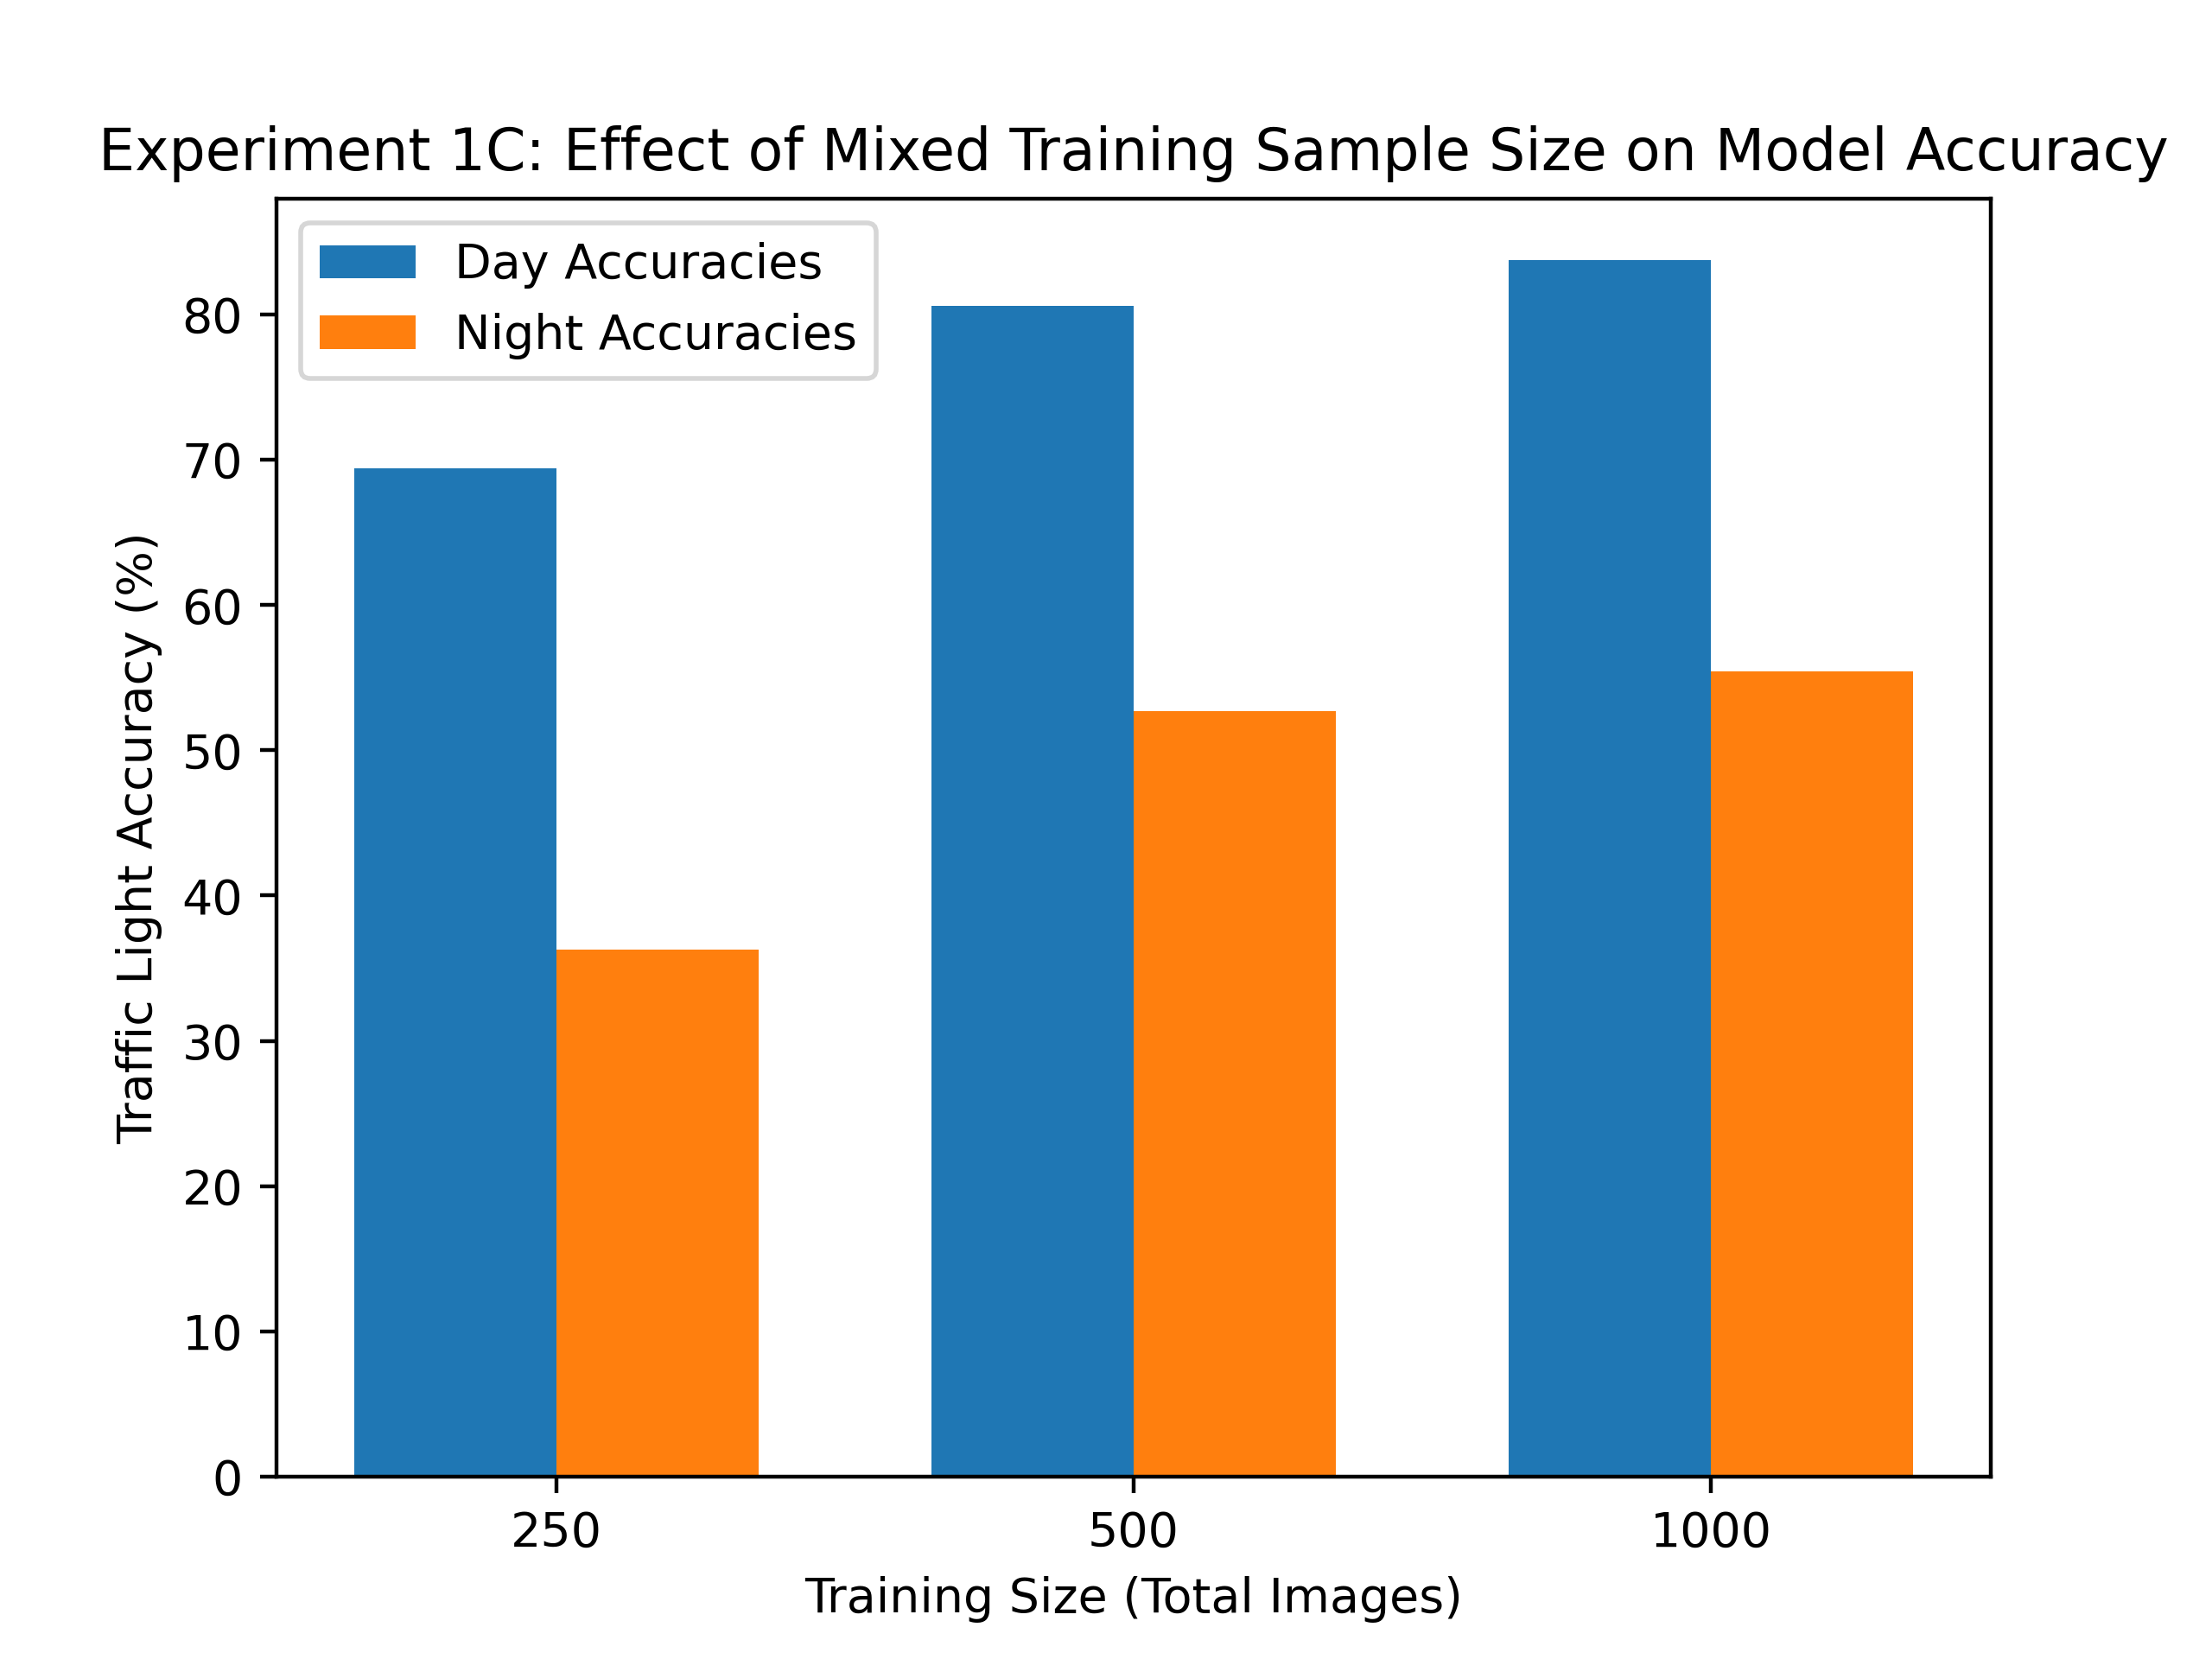 Experiment 1C: Effect of Mixed Training Sample Size on Model Accuracy
Day Accuracies
Night Accuracies
80
70
60
50
40
30
20
10
0
Traffic Light Accuracy (%)
250
500
1000
Training Size (Total Images)